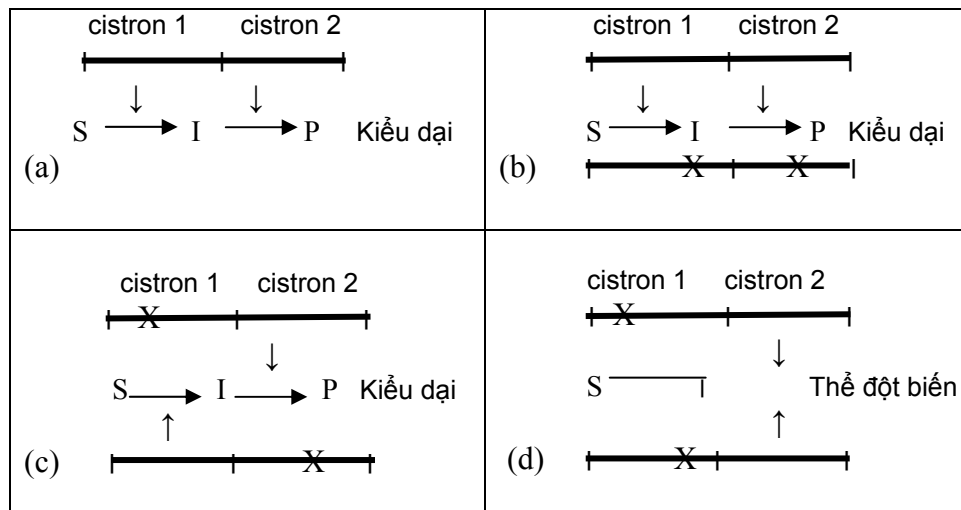 cistron 1 cistron 2
S I P Kiểu dại
(a)
cistron 1 cistron 2
S I P Kiểu dại
X X
(b)
cistron 1 cistron 2
X
S I P Kiểu dại
X
(c)
cistron 1 cistron 2
X
S I Thể đột biến
X
(d)